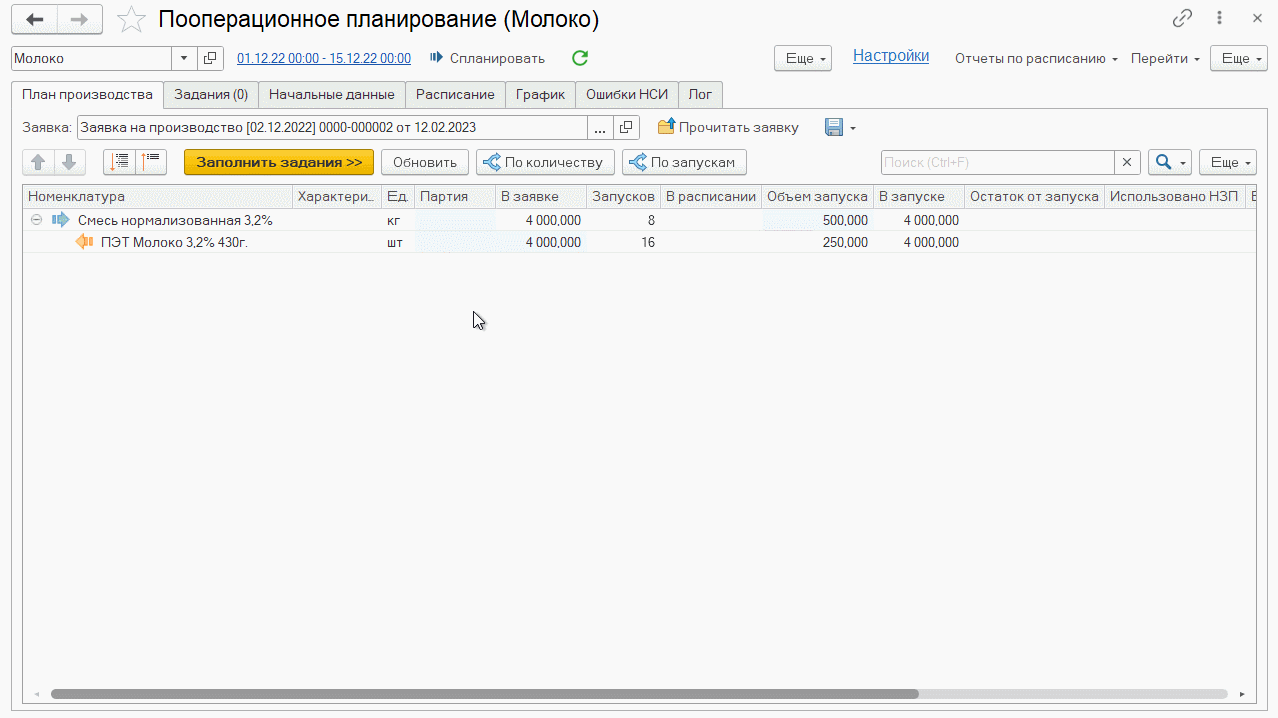 Пооперационное планирование (Молоко)
Молоко 01.12.22 00:00 - 15.12.22 00:00 Спланировать Еще Настройки Отчеты по расписанию Перейти Еще
План производства Задания (0) Начальные данные Расписание График Ошибки НСИ Лог
Заявка: Заявка на производство [02.12.2022] 0000-000002 от 12.02.2023 ... Прочитать заявку
Заполнить задания >> Обновить По количеству По запускам Поиск (Ctrl+F) × Еще
Номенклатура Характери... Ед. Партия В заявке Запусков В расписании Объем запуска В запуске Остаток от запуска Использовано НЗП
Смесь нормализованная 3,2% кг 4 000,000 8 500,000 4 000,000
ПЭТ Молоко 3,2% 430г. шт 4 000,000 16 250,000 4 000,000